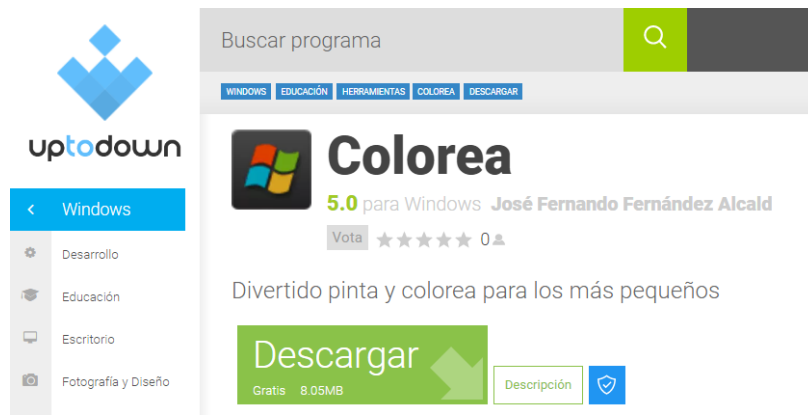 Buscar programa
WINDOWS EDUCACIÓN HERRAMIENTAS COLOREA DESCARGAR
uptodown
Windows
Desarrollo
Educación
Escritorio
Fotografía y Diseño
Colorea
5.0 para Windows José Fernando Fernández Alcald
Vota 0
Divertido pinta y colorea para los más pequeños
Descargar
Gratis 8.05MB
Descripción